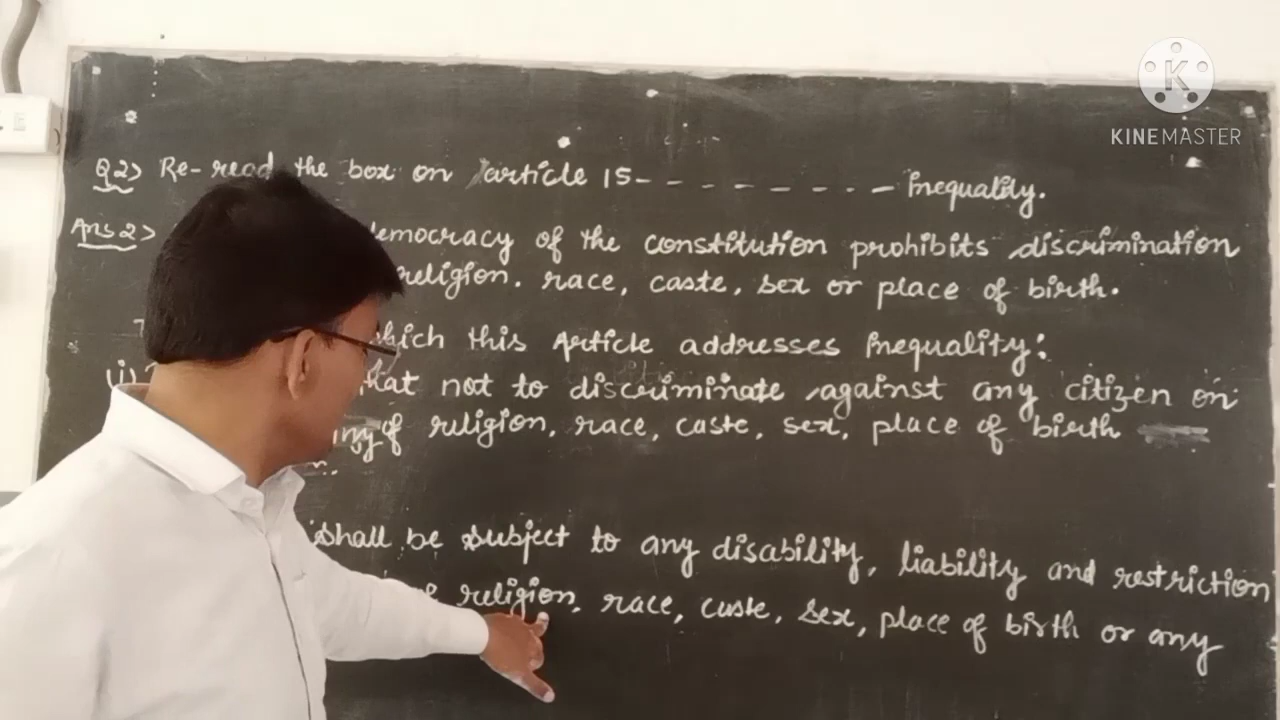 KINEMASTER
Q2> Re-read the box on article 15- - - - - - - - - Inequality.
Ans2> democracy of the constitution prohibits discrimination
religion. race, caste, sex or place of birth.
which this Article addresses Inequality:
(i) that not to discriminate against any citizen on
any of religion, race, caste, sex, place of birth
shall be subject to any disability, liability and restriction
religion, race, caste, sex, place of birth or any